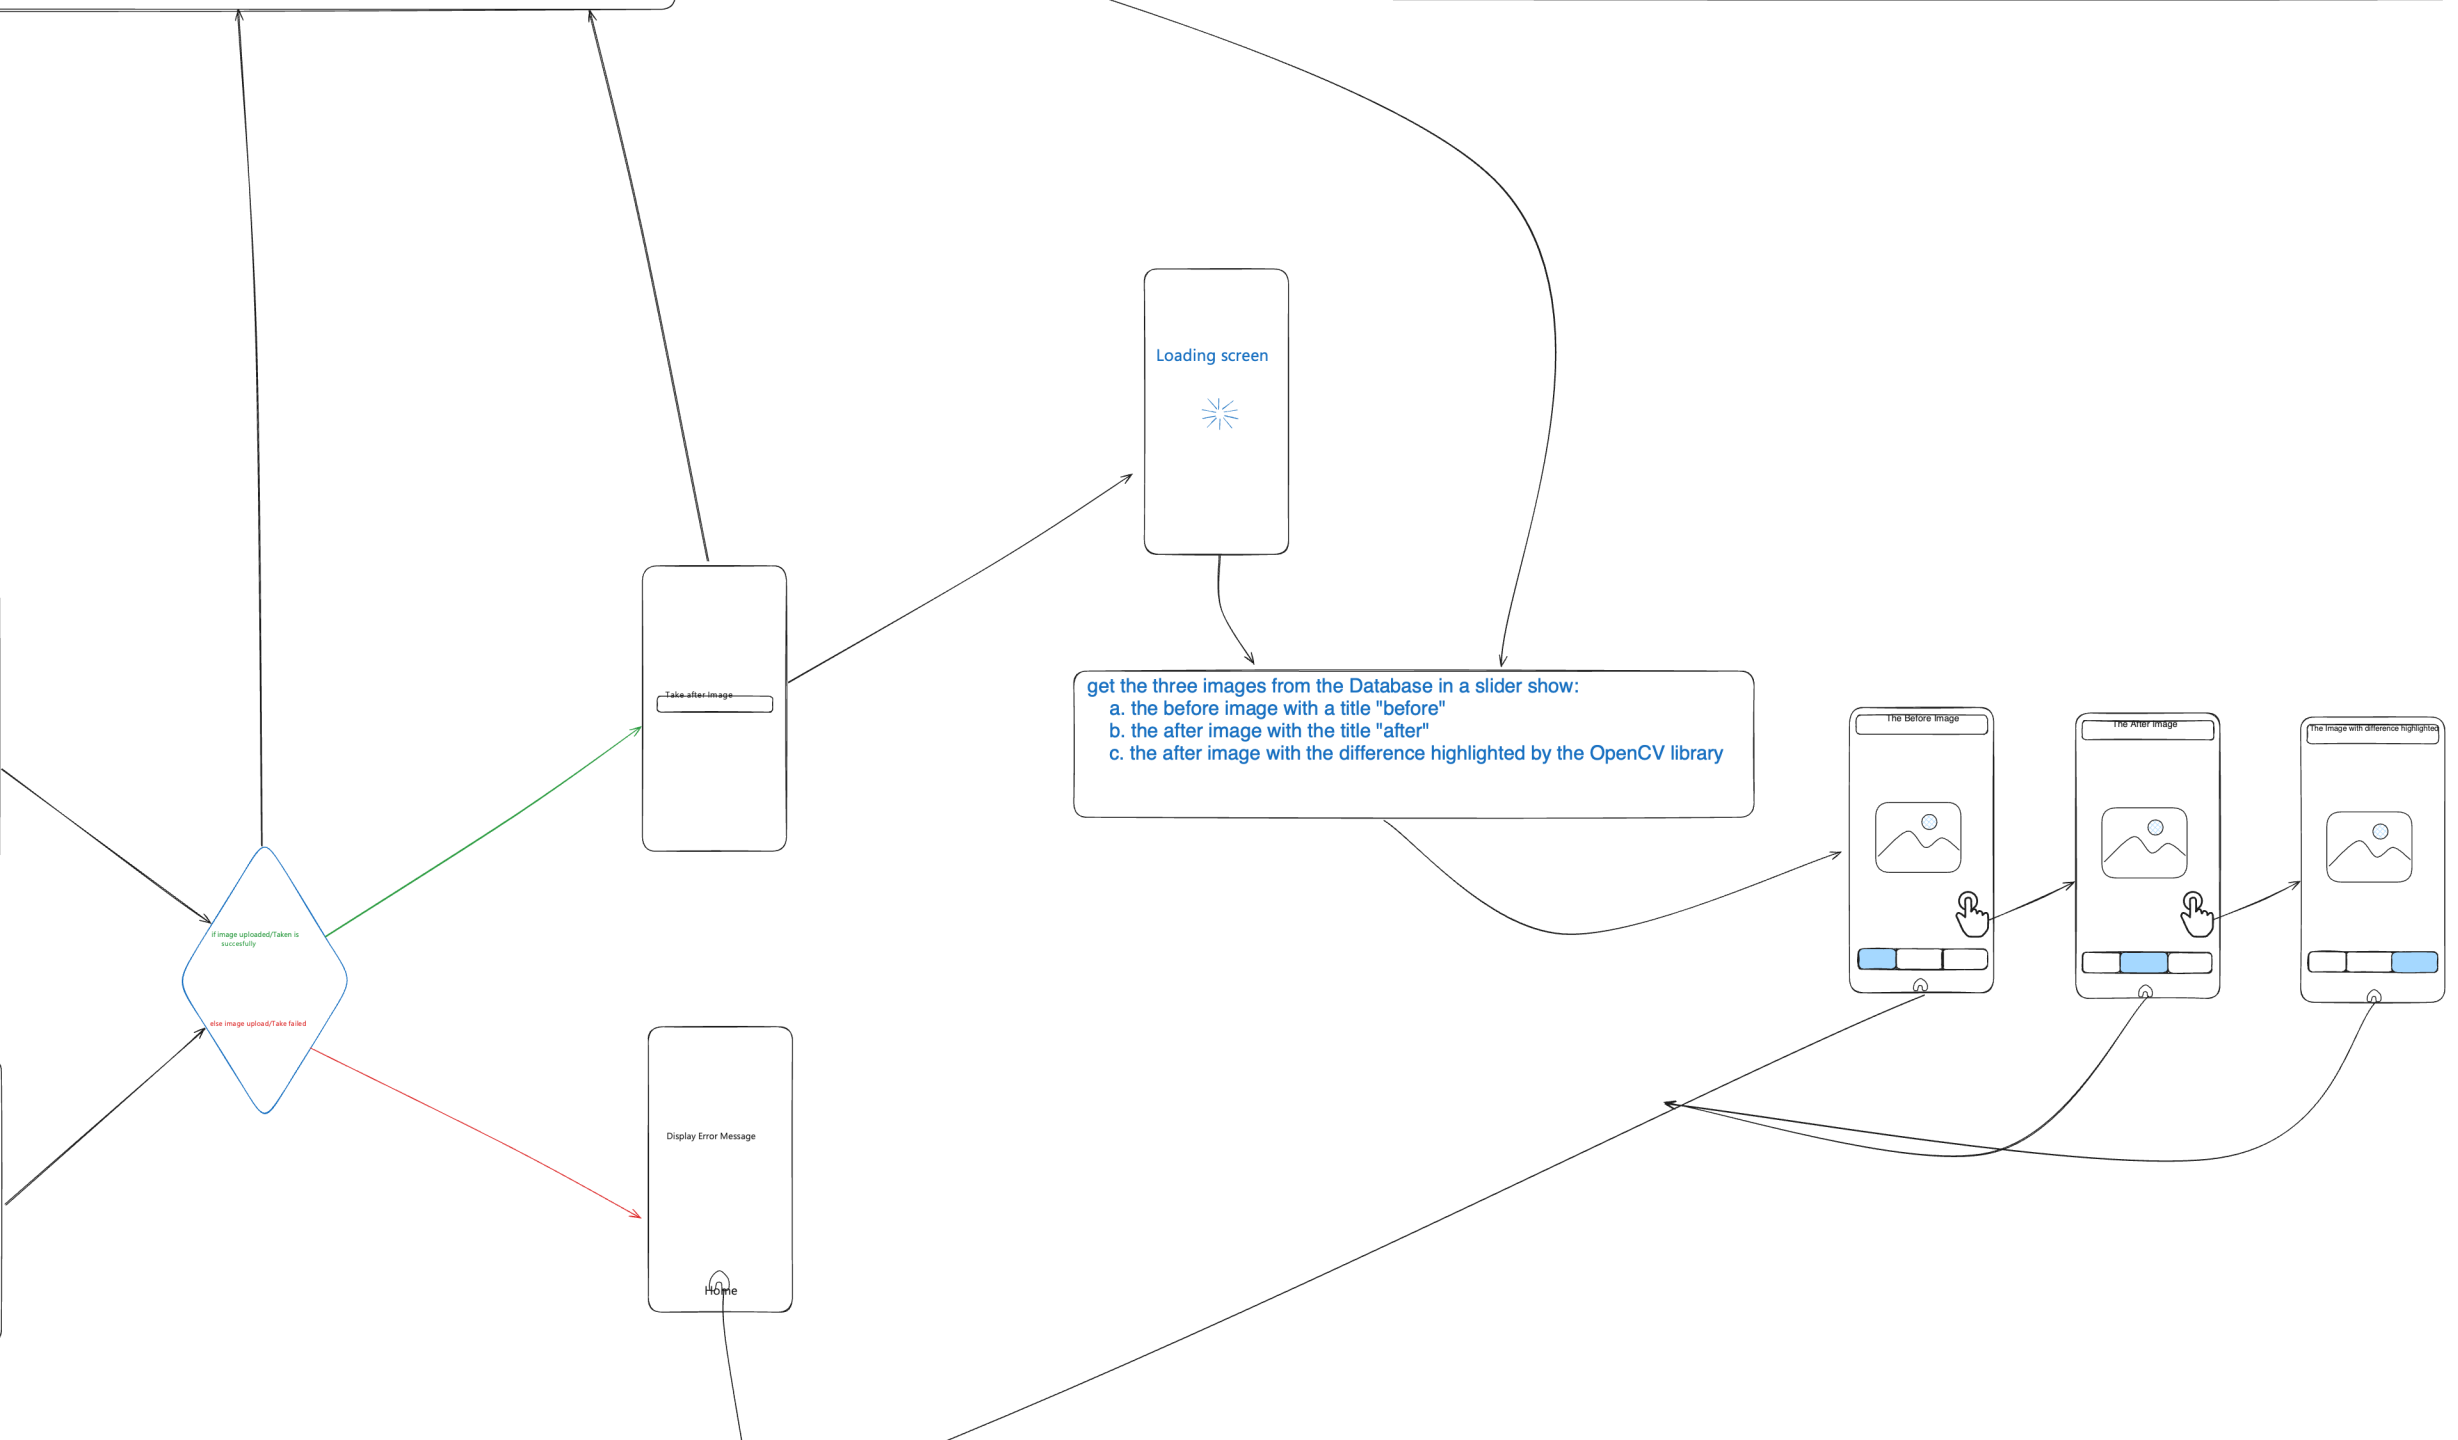 Loading screen
get the three images from the Database in a slider show:
a. the before image with a title "before"
b. the after image with the title "after"
c. the after image with the difference highlighted by the OpenCV library
Take after Image
The Before Image
The After Image
The Image with difference highlighted
if image uploaded/Taken is
succesfully
else image upload/Take failed
Display Error Message
Home